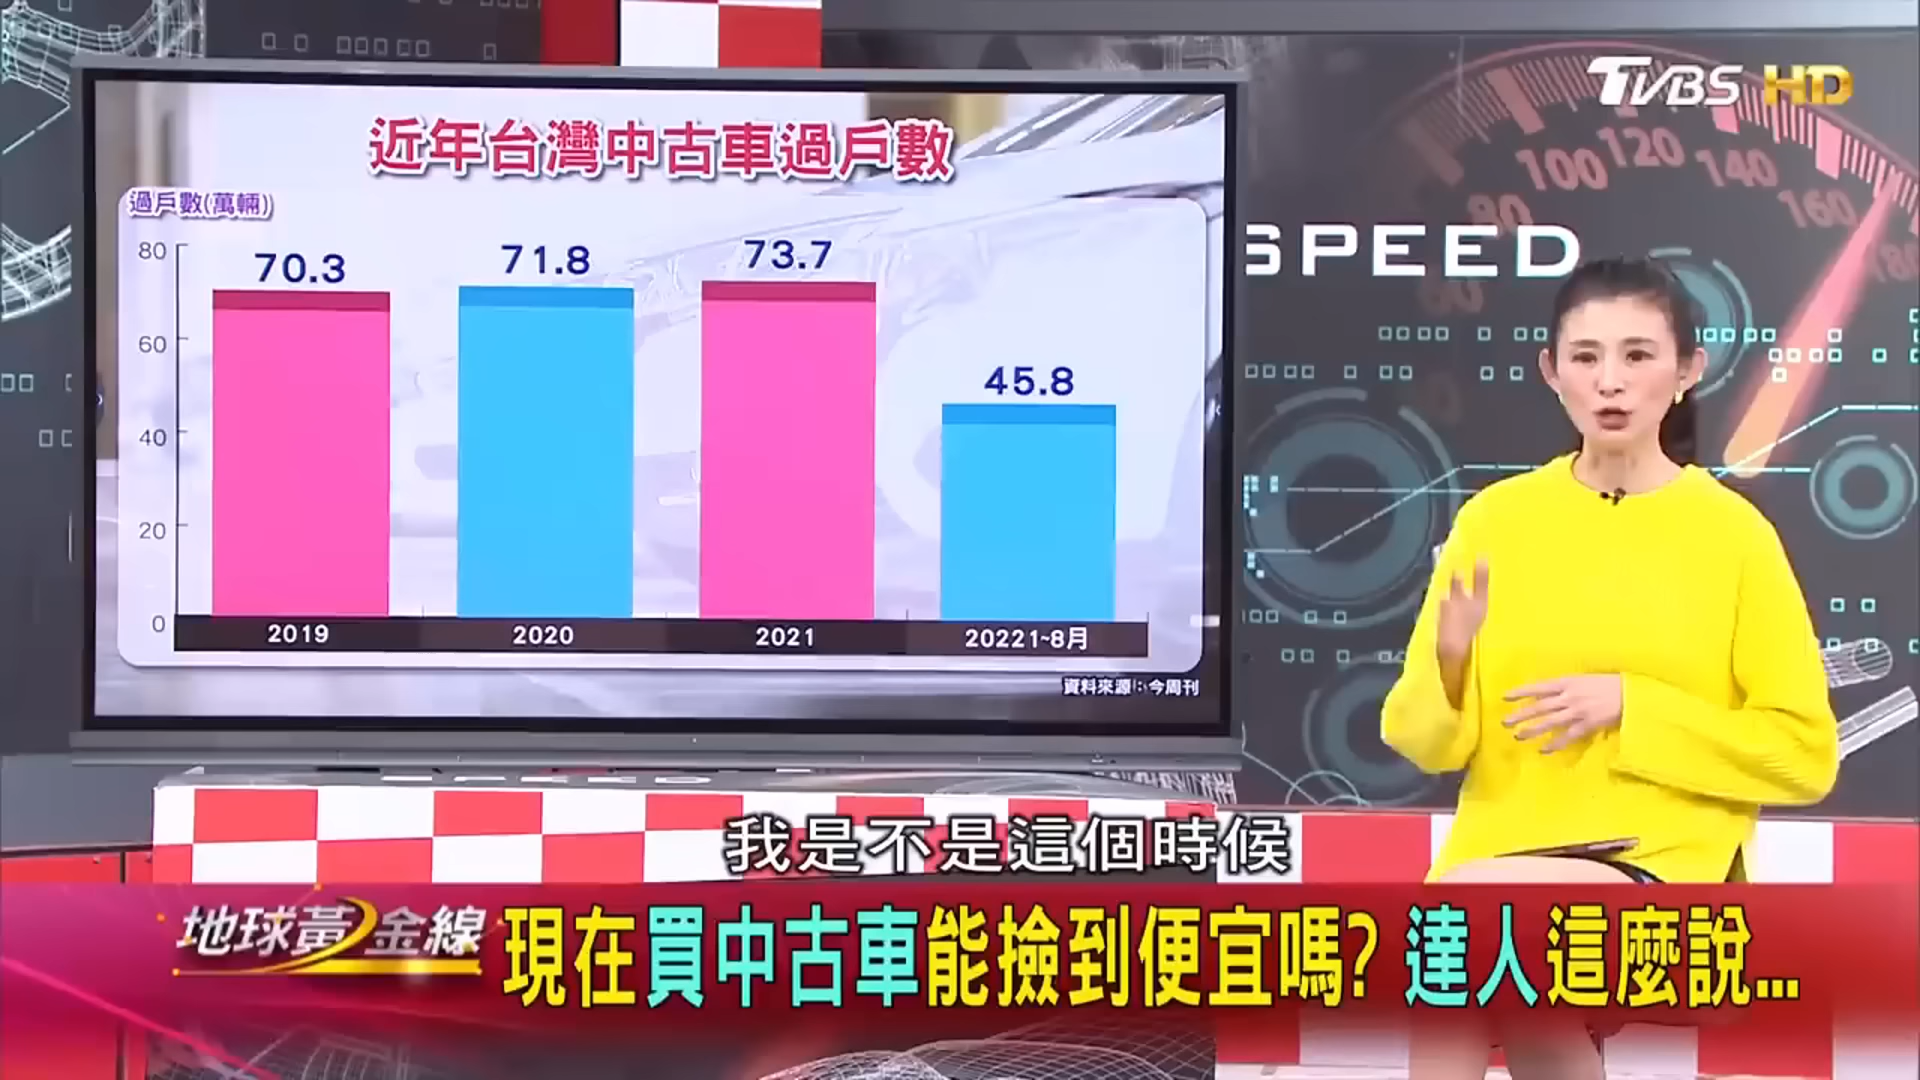 TVBS HD
近年台灣中古車過戶數
過戶數(萬輛)
80
60
40
20
0
70.3
71.8
73.7
45.8
2019
2020
2021
20221~8月
資料來源：今周刊
SPEED
80
100
120
140
160
180
60
SPEED
我是不是這個時候
地球黃金線
現在買中古車能撿到便宜嗎? 達人這麼說...